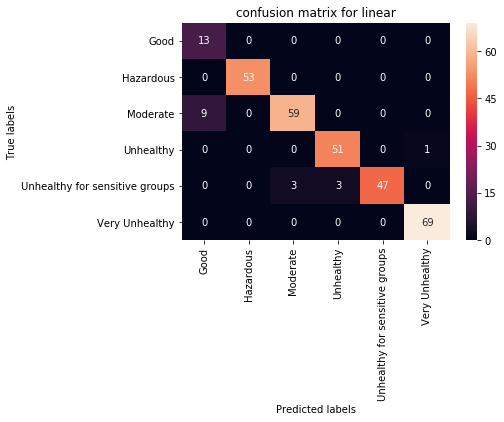 confusion matrix for linear
True labels
Good 13 0 0 0 0 0
Hazardous 0 53 0 0 0 0
Moderate 9 0 59 0 0 0
Unhealthy 0 0 0 51 0 1
Unhealthy for sensitive groups 0 0 3 3 47 0
Very Unhealthy 0 0 0 0 0 69
Good Hazardous Moderate Unhealthy Unhealthy for sensitive groups Very Unhealthy
Predicted labels
60
45
30
15
0